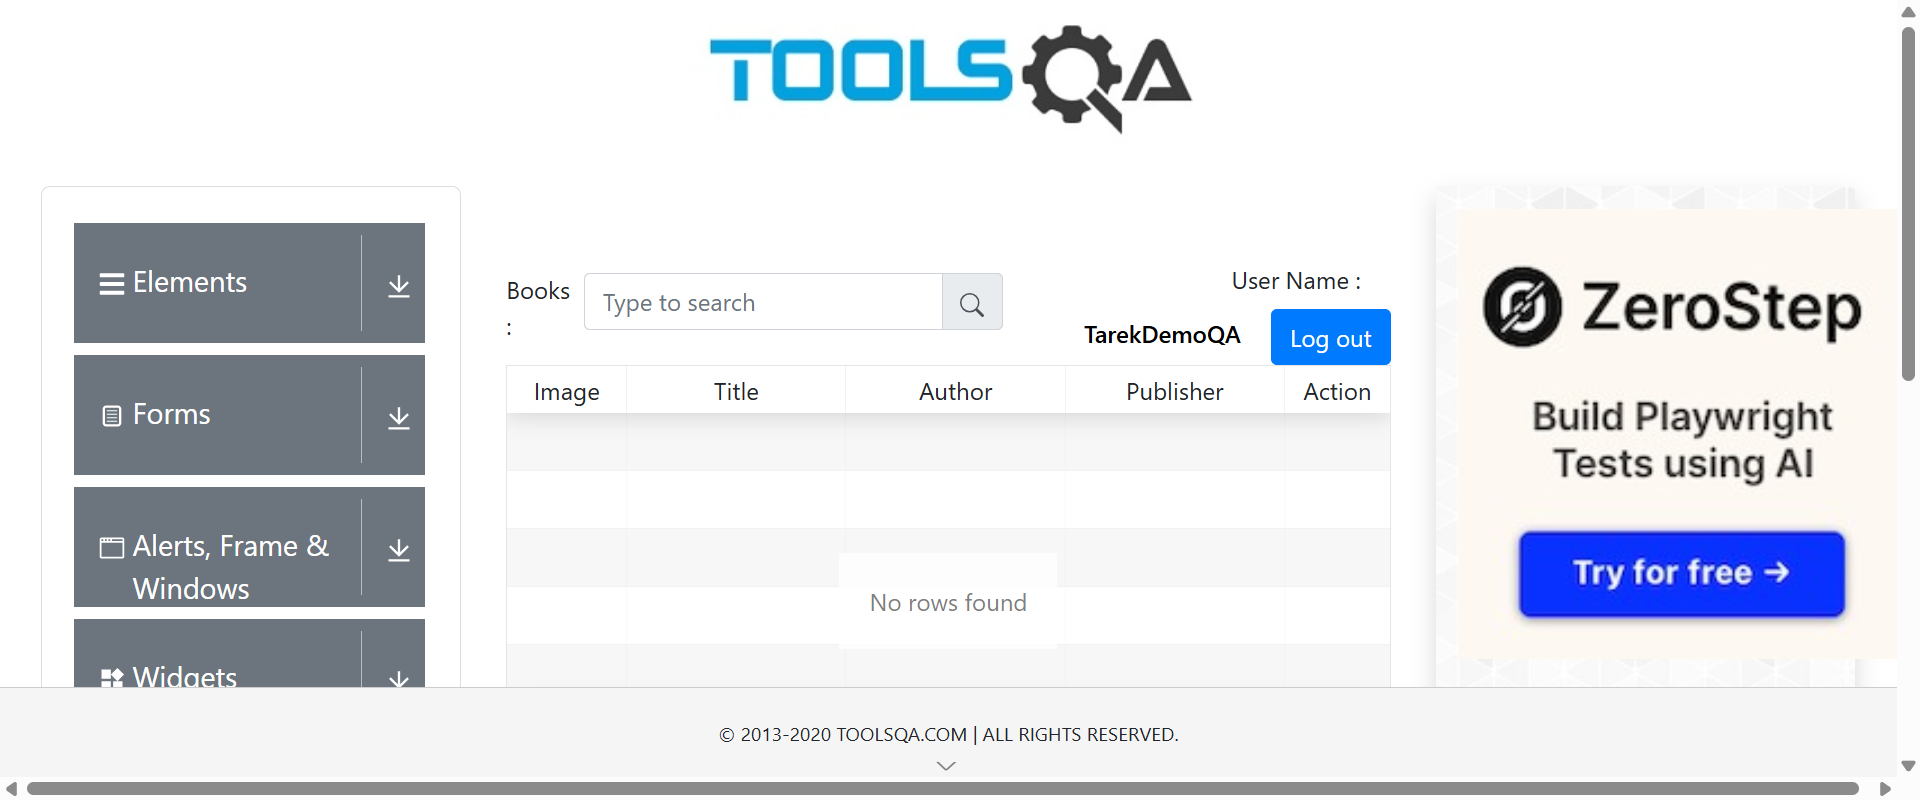 TOOLSQA
Elements
Forms
Alerts, Frame &
Windows
Widgets
Books
:
Type to search
User Name :
TarekDemoQA
Log out
Image Title Author Publisher Action
No rows found
ZeroStep
Build Playwright
Tests using AI
Try for free →
© 2013-2020 TOOLSQA.COM | ALL RIGHTS RESERVED.